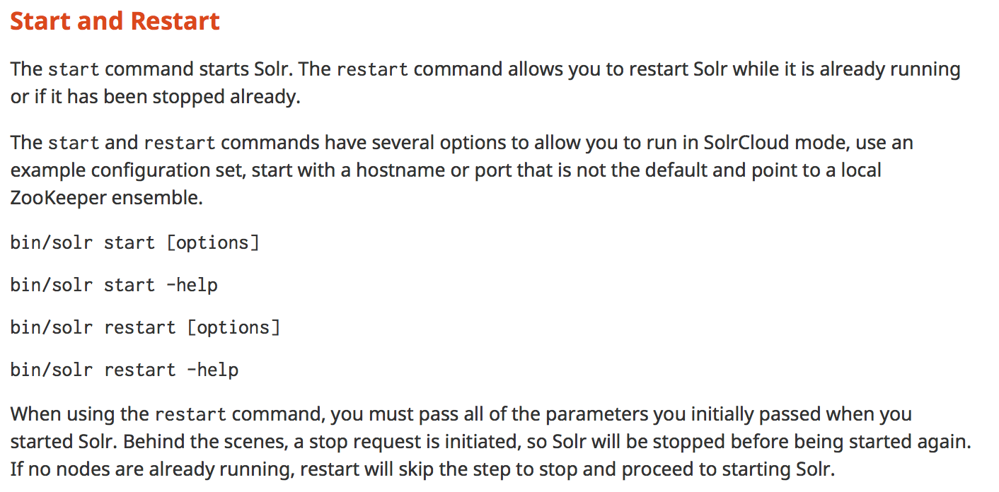 Start and Restart
The start command starts Solr. The restart command allows you to restart Solr while it is already running
or if it has been stopped already.
The start and restart commands have several options to allow you to run in SolrCloud mode, use an
example configuration set, start with a hostname or port that is not the default and point to a local
ZooKeeper ensemble.
bin/solr start [options]
bin/solr start -help
bin/solr restart [options]
bin/solr restart -help
When using the restart command, you must pass all of the parameters you initially passed when you
started Solr. Behind the scenes, a stop request is initiated, so Solr will be stopped before being started again.
If no nodes are already running, restart will skip the step to stop and proceed to starting Solr.